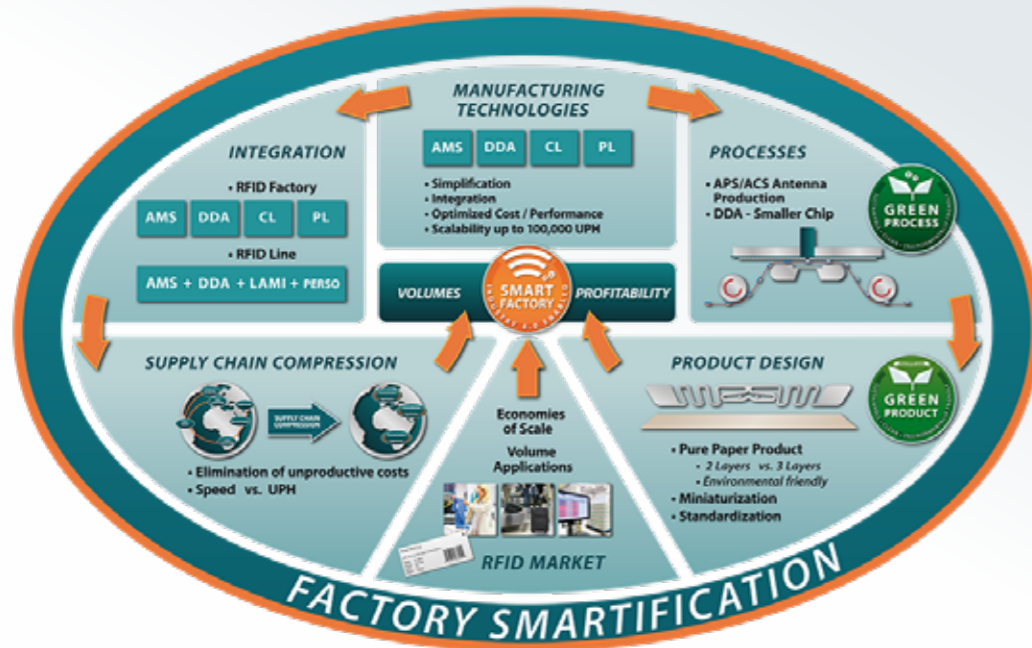 MANUFACTURING
TECHNOLOGIES
AMS DDA CL PL
• Simplification
• Integration
• Optimized Cost / Performance
• Scalability up to 100,000 UPH
INTEGRATION
• RFID Factory
AMS DDA CL PL
• RFID Line
AMS + DDA + LAMI + PERSO
PROCESSES
• APS/ACS Antenna
Production
• DDA - Smaller Chip
GREEN
PROCESS
VOLUMES
SMART
FACTORY
PROFITABILITY
SUPPLY CHAIN COMPRESSION
SUPPLY CHAIN
COMPRESSION
• Elimination of unproductive costs
• Speed vs. UPH
Economies
of Scale
Volume
Applications
RFID MARKET
PRODUCT DESIGN
GREEN
PRODUCT
• Pure Paper Product
- 2 Layers vs. 3 Layers
- Environmental friendly
• Miniaturization
• Standardization
FACTORY SMARTIFICATION